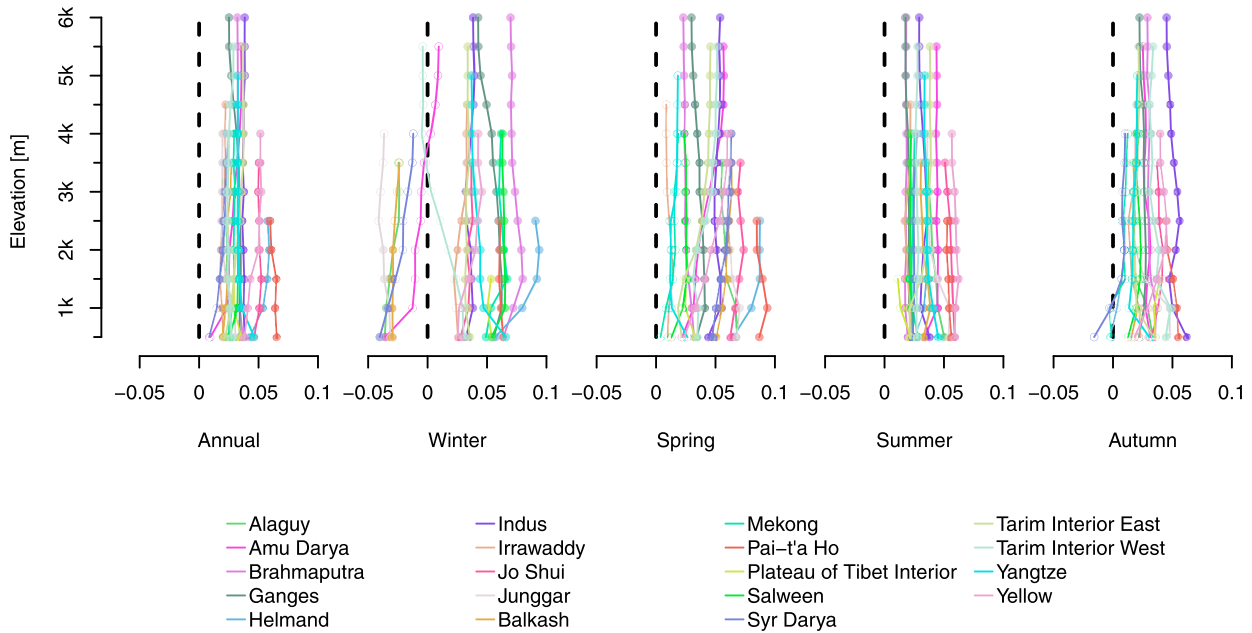 6k
5k
4k
3k
2k
1k
Elevation [m]
−0.05 0 0.05 0.1
−0.05 0 0.05 0.1
−0.05 0 0.05 0.1
−0.05 0 0.05 0.1
−0.05 0 0.05 0.1
Annual
Winter
Spring
Summer
Autumn
Alaguy
Amu Darya
Brahmaputra
Ganges
Helmand
Indus
Irrawaddy
Jo Shui
Junggar
Balkash
Mekong
Pai−t'a Ho
Plateau of Tibet Interior
Salween
Syr Darya
Tarim Interior East
Tarim Interior West
Yangtze
Yellow